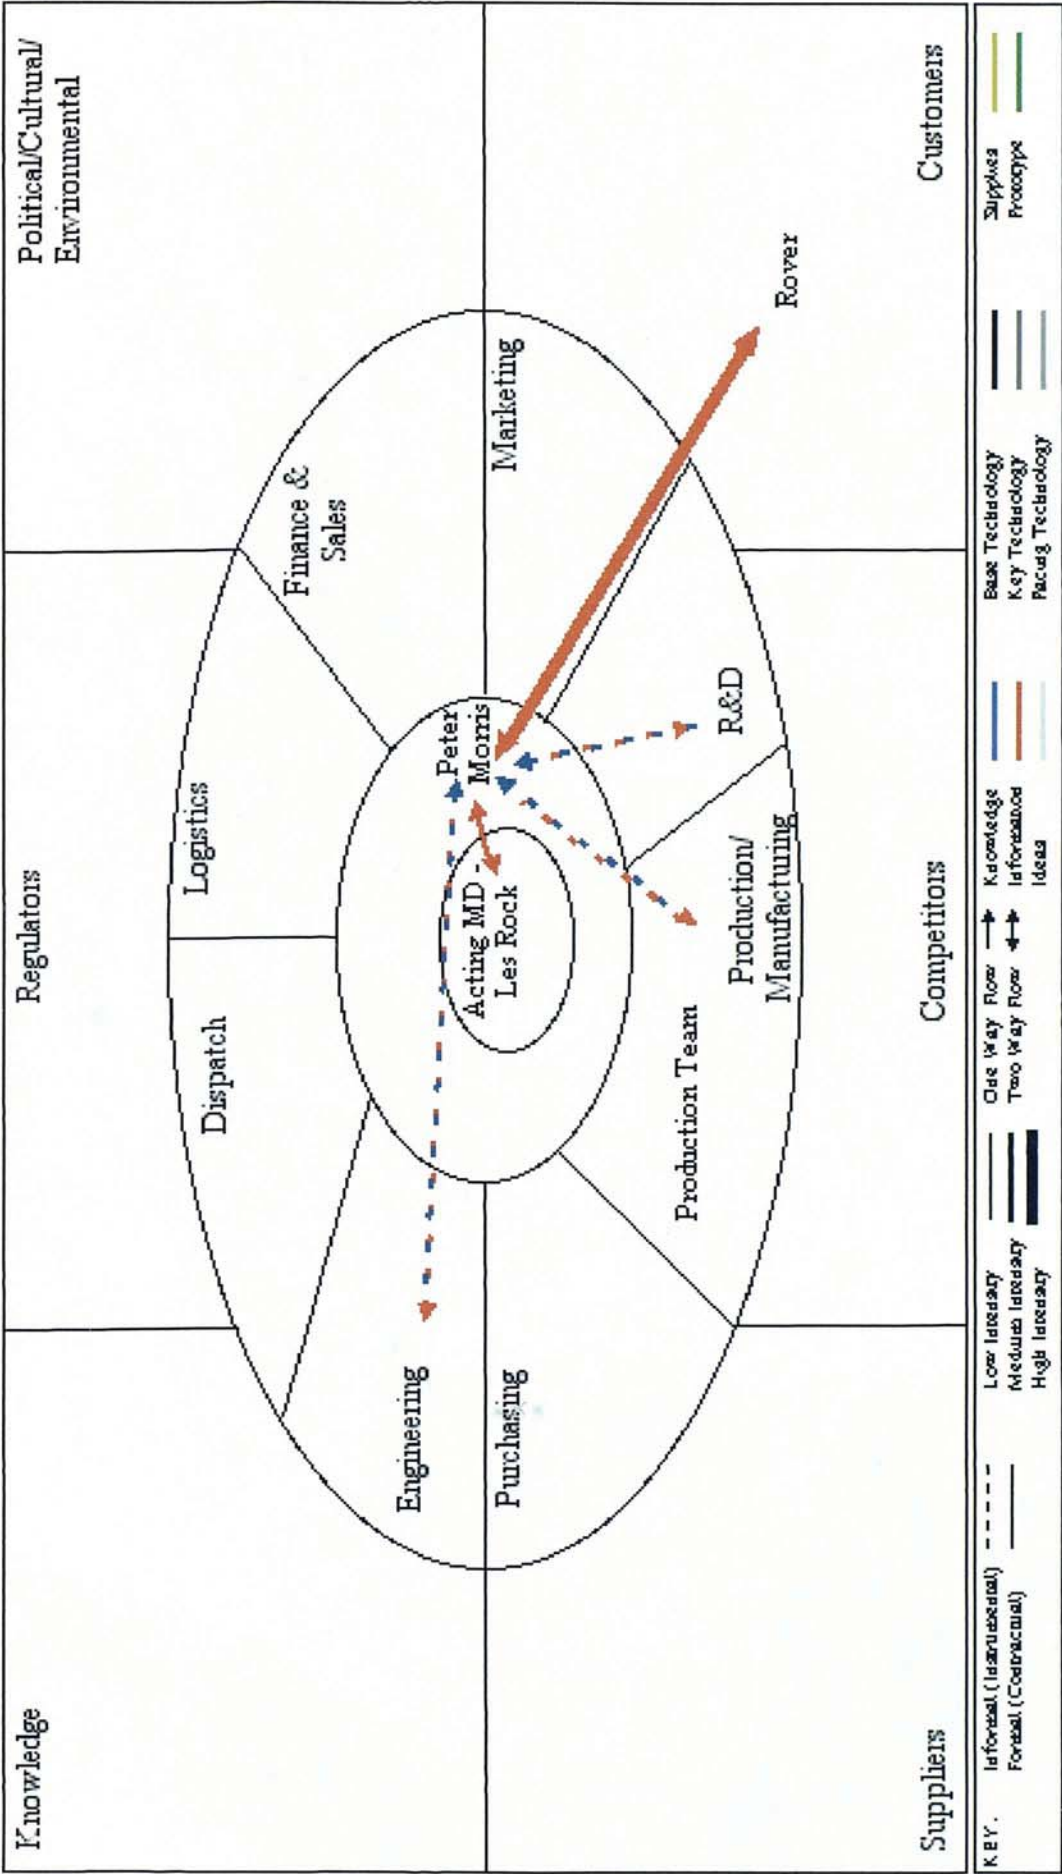 Knowledge
Regulators
Political/Cultural/
Environmental
Dispatch
Logistics
Finance &
Sales
Engineering
Peter
Morris
Acting MD -
Les Rock
Purchasing
Marketing
Production Team
Production/
Manufacturing
R&D
Rover
Suppliers
Competitors
Customers
KEY.
Informal (Instrumental)
Formal (Contractual)
Low Intensity
Medium Intensity
High Intensity
One Way Flow
Two Way Flow
Knowledge
Information
Ideas
Base Technology
Key Technology
Pacing Technology
Supplies
Prototype